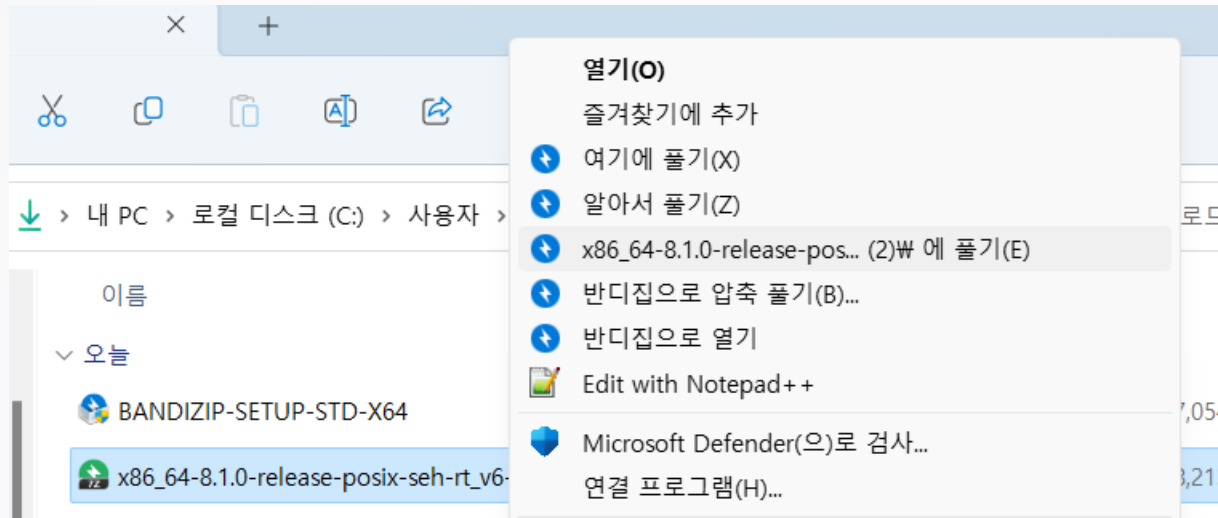 열기(O)
즐겨찾기에 추가
여기에 풀기(X)
알아서 풀기(Z)
x86_64-8.1.0-release-pos... (2)₩ 에 풀기(E)
반디집으로 압축 풀기(B)...
반디집으로 열기
Edit with Notepad++
Microsoft Defender(으)로 검사...
연결 프로그램(H)...
내 PC > 로컬 디스크 (C:) > 사용자 >
이름
오늘
BANDIZIP-SETUP-STD-X64
x86_64-8.1.0-release-posix-seh-rt_v6-